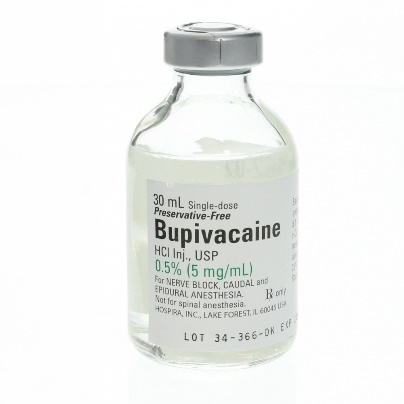 30 mL Single-dose
Preservative-Free
Bupivacaine
HCl Inj., USP
0.5% (5 mg/mL)
For NERVE BLOCK, CAUDAL and
EPIDURAL ANESTHESIA. ℞ only
Not for spinal anesthesia.
HOSPIRA, INC., LAKE FOREST, IL 60045 USA
LOT 34-366-DK EXP